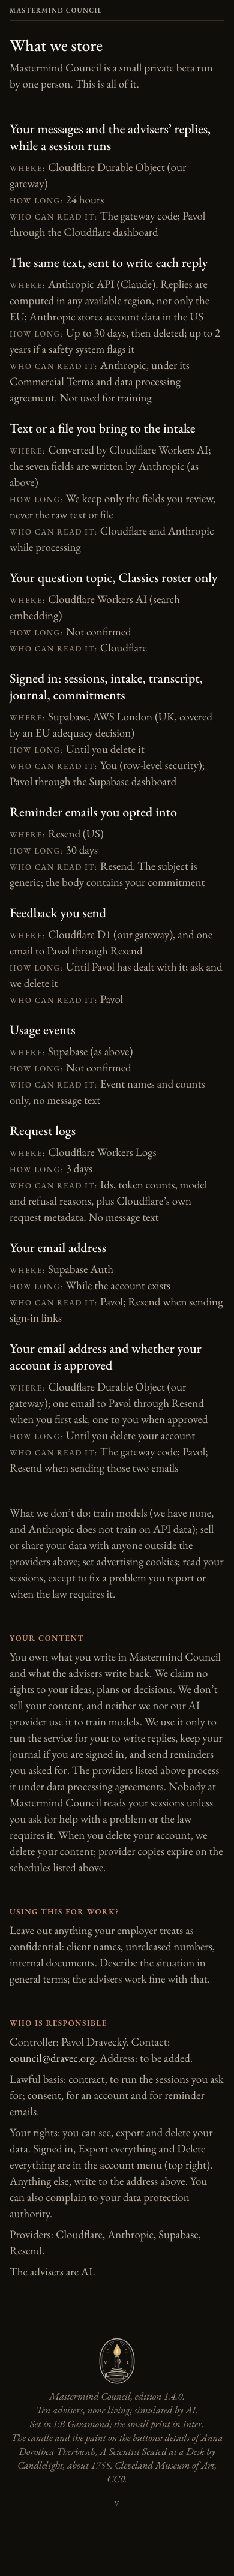 MASTERMIND COUNCIL
What we store
Mastermind Council is a small private beta run
by one person. This is all of it.
Your messages and the advisers’ replies,
while a session runs
WHERE: Cloudflare Durable Object (our
gateway)
HOW LONG: 24 hours
WHO CAN READ IT: The gateway code; Pavol
through the Cloudflare dashboard
The same text, sent to write each reply
WHERE: Anthropic API (Claude). Replies are
computed in any available region, not only the
EU; Anthropic stores account data in the US
HOW LONG: Up to 30 days, then deleted; up to 2
years if a safety system flags it
WHO CAN READ IT: Anthropic, under its
Commercial Terms and data processing
agreement. Not used for training
Text or a file you bring to the intake
WHERE: Converted by Cloudflare Workers AI;
the seven fields are written by Anthropic (as
above)
HOW LONG: We keep only the fields you review,
never the raw text or file
WHO CAN READ IT: Cloudflare and Anthropic
while processing
Your question topic, Classics roster only
WHERE: Cloudflare Workers AI (search
embedding)
HOW LONG: Not confirmed
WHO CAN READ IT: Cloudflare
Signed in: sessions, intake, transcript,
journal, commitments
WHERE: Supabase, AWS London (UK, covered
by an EU adequacy decision)
HOW LONG: Until you delete it
WHO CAN READ IT: You (row-level security);
Pavol through the Supabase dashboard
Reminder emails you opted into
WHERE: Resend (US)
HOW LONG: 30 days
WHO CAN READ IT: Resend. The subject is
generic; the body contains your commitment
Feedback you send
WHERE: Cloudflare D1 (our gateway), and one
email to Pavol through Resend
HOW LONG: Until Pavol has dealt with it; ask and
we delete it
WHO CAN READ IT: Pavol
Usage events
WHERE: Supabase (as above)
HOW LONG: Not confirmed
WHO CAN READ IT: Event names and counts
only, no message text
Request logs
WHERE: Cloudflare Workers Logs
HOW LONG: 3 days
WHO CAN READ IT: Ids, token counts, model
and refusal reasons, plus Cloudflare’s own
request metadata. No message text
Your email address
WHERE: Supabase Auth
HOW LONG: While the account exists
WHO CAN READ IT: Pavol; Resend when sending
sign-in links
Your email address and whether your
account is approved
WHERE: Cloudflare Durable Object (our
gateway); one email to Pavol through Resend
when you first ask, one to you when approved
HOW LONG: Until you delete your account
WHO CAN READ IT: The gateway code; Pavol;
Resend when sending those two emails
What we don’t do: train models (we have none,
and Anthropic does not train on API data); sell
or share your data with anyone outside the
providers above; set advertising cookies; read your
sessions, except to fix a problem you report or
when the law requires it.
YOUR CONTENT
You own what you write in Mastermind Council
and what the advisers write back. We claim no
rights to your ideas, plans or decisions. We don’t
sell your content, and neither we nor our AI
provider use it to train models. We use it only to
run the service for you: to write replies, keep your
journal if you are signed in, and send reminders
you asked for. The providers listed above process
it under data processing agreements. Nobody at
Mastermind Council reads your sessions unless
you ask for help with a problem or the law
requires it. When you delete your account, we
delete your content; provider copies expire on the
schedules listed above.
USING THIS FOR WORK?
Leave out anything your employer treats as
confidential: client names, unreleased numbers,
internal documents. Describe the situation in
general terms; the advisers work fine with that.
WHO IS RESPONSIBLE
Controller: Pavol Dravecký. Contact:
council@dravec.org. Address: to be added.
Lawful basis: contract, to run the sessions you ask
for; consent, for an account and for reminder
emails.
Your rights: you can see, export and delete your
data. Signed in, Export everything and Delete
everything are in the account menu (top right).
Anything else, write to the address above. You
can also complain to your data protection
authority.
Providers: Cloudflare, Anthropic, Supabase,
Resend.
The advisers are AI.
M C
Mastermind Council, edition 1.4.0.
Ten advisers, none living; simulated by AI.
Set in EB Garamond; the small print in Inter.
The candle and the paint on the buttons: details of Anna
Dorothea Therbusch, A Scientist Seated at a Desk by
Candlelight, about 1755. Cleveland Museum of Art,
CC0.
V